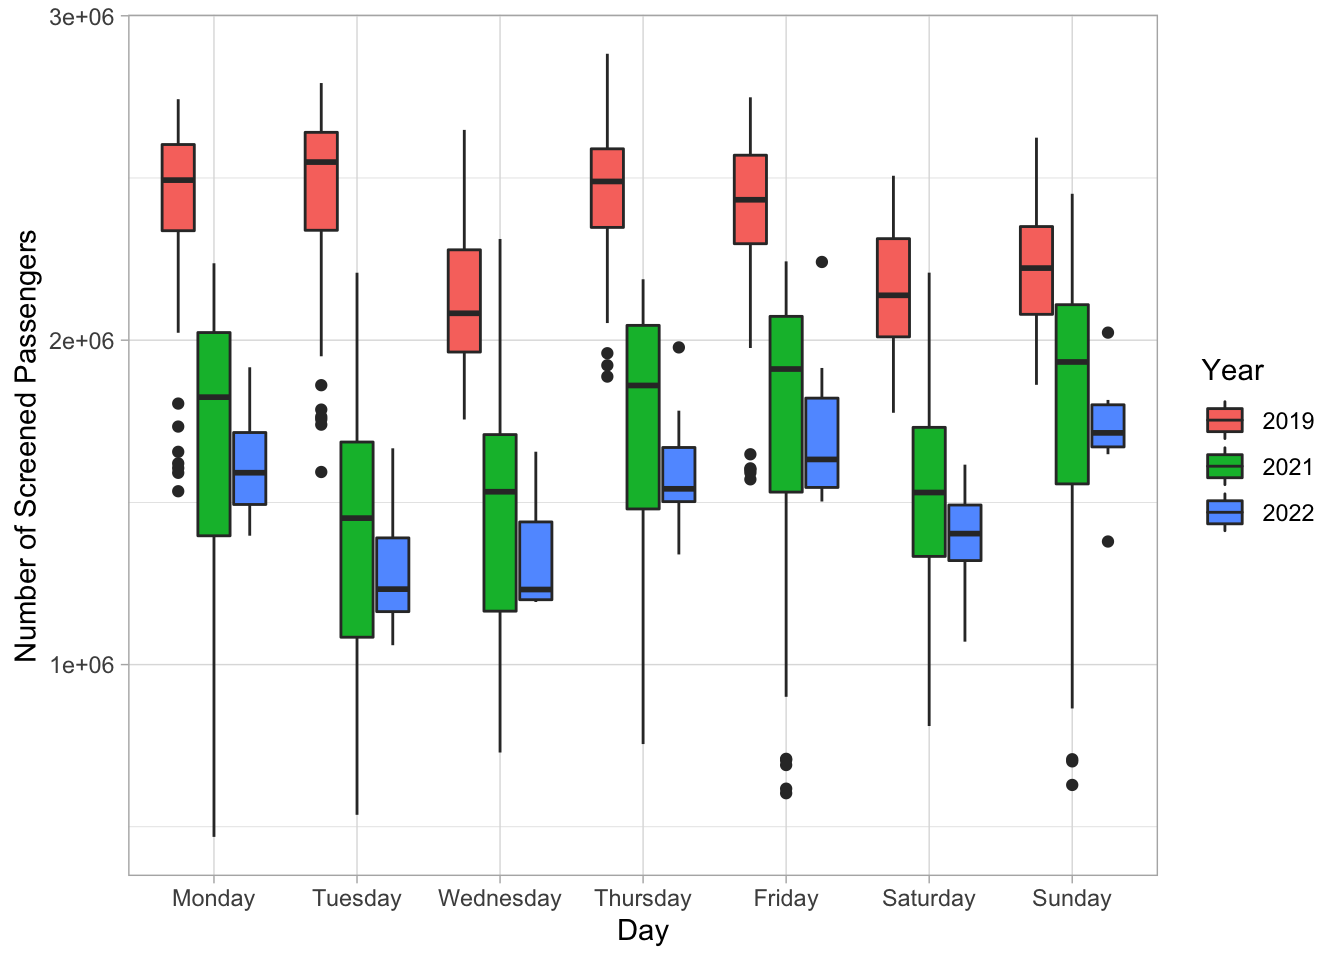 3e+06
2e+06
1e+06
Number of Screened Passengers
Monday Tuesday Wednesday Thursday Friday Saturday Sunday
Day
Year
2019
2021
2022